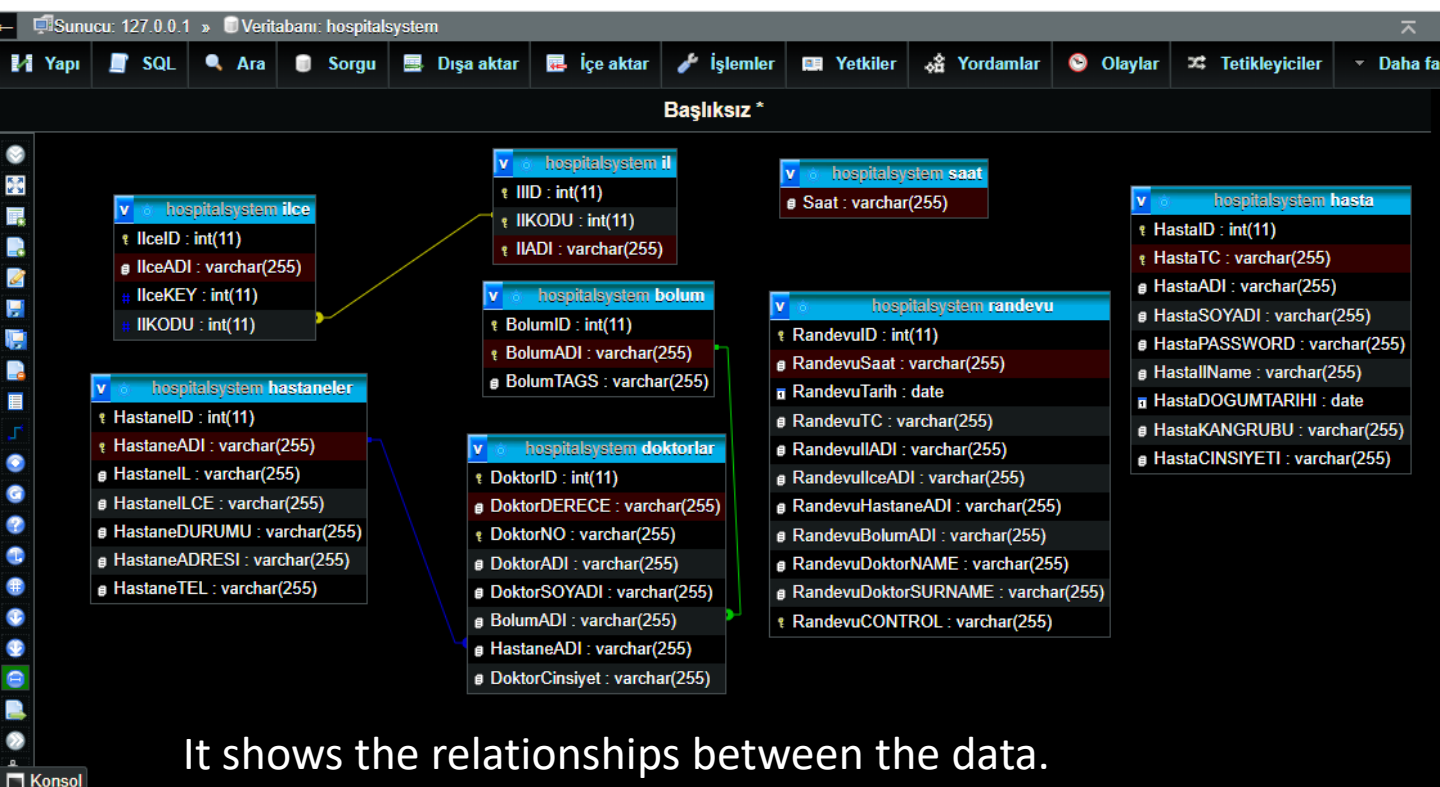 Sunucu: 127.0.0.1 » Veritabanı: hospitalsystem
Yapı SQL Ara Sorgu Dışa aktar İçe aktar İşlemler Yetkiler Yordamlar Olaylar Tetikleyiciler Daha fa
Başlıksız *
hospitalsystem ilce
IlceID : int(11)
IlceADI : varchar(255)
IlceKEY : int(11)
IlKODU : int(11)
hospitalsystem il
IlID : int(11)
IlKODU : int(11)
IlADI : varchar(255)
hospitalsystem saat
Saat : varchar(255)
hospitalsystem hasta
HastaID : int(11)
HastaTC : varchar(255)
HastaADI : varchar(255)
HastaSOYADI : varchar(255)
HastaPASSWORD : varchar(255)
HastaIlName : varchar(255)
HastaDOGUMTARIHI : date
HastaKANGRUBU : varchar(255)
HastaCINSIYETI : varchar(255)
hospitalsystem bolum
BolumID : int(11)
BolumADI : varchar(255)
BolumTAGS : varchar(255)
hospitalsystem randevu
RandevuID : int(11)
RandevuSaat : varchar(255)
RandevuTarih : date
RandevuTC : varchar(255)
RandevuIlADI : varchar(255)
RandevuIlceADI : varchar(255)
RandevuHastaneADI : varchar(255)
RandevuBolumADI : varchar(255)
RandevuDoktorNAME : varchar(255)
RandevuDoktorSURNAME : varchar(255)
RandevuCONTROL : varchar(255)
hospitalsystem hastaneler
HastaneID : int(11)
HastaneADI : varchar(255)
HastaneIL : varchar(255)
HastaneILCE : varchar(255)
HastaneDURUMU : varchar(255)
HastaneADRESI : varchar(255)
HastaneTEL : varchar(255)
hospitalsystem doktorlar
DoktorID : int(11)
DoktorDERECE : varchar(255)
DoktorNO : varchar(255)
DoktorADI : varchar(255)
DoktorSOYADI : varchar(255)
BolumADI : varchar(255)
HastaneADI : varchar(255)
DoktorCinsiyet : varchar(255)
It shows the relationships between the data.
Konsol